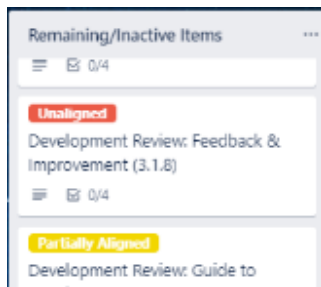 Remaining/Inactive Items ...
0/4
Unaligned
Development Review: Feedback &
Improvement (3.1.8)
0/4
Partially Aligned
Development Review: Guide to